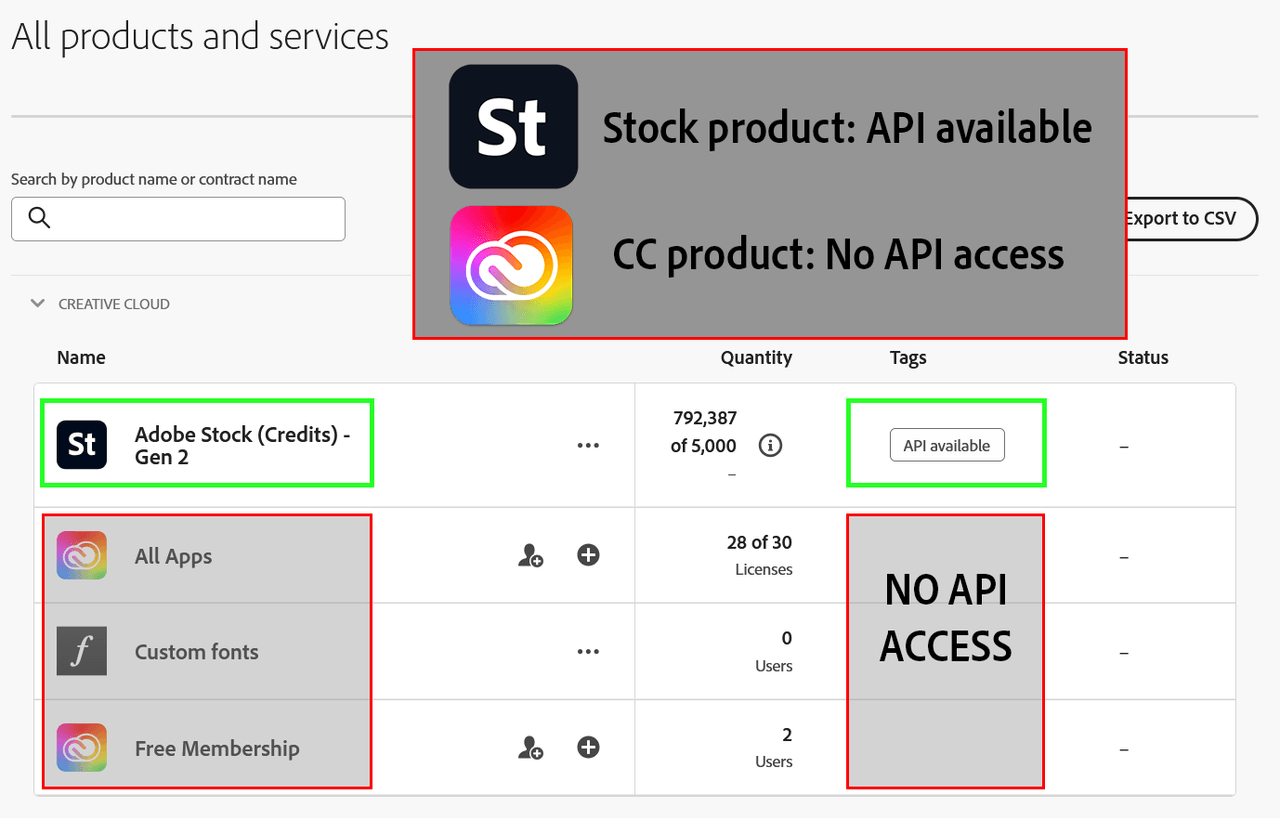 All products and services
St
Stock product: API available
CC product: No API access
Search by product name or contract name
Export to CSV
CREATIVE CLOUD
Name
Quantity
Tags
Status
St
Adobe Stock (Credits) -
Gen 2
792,387
of 5,000
–
API available
–
All Apps
28 of 30
Licenses
–
NO API
ACCESS
f
Custom fonts
0
Users
–
Free Membership
2
Users
–